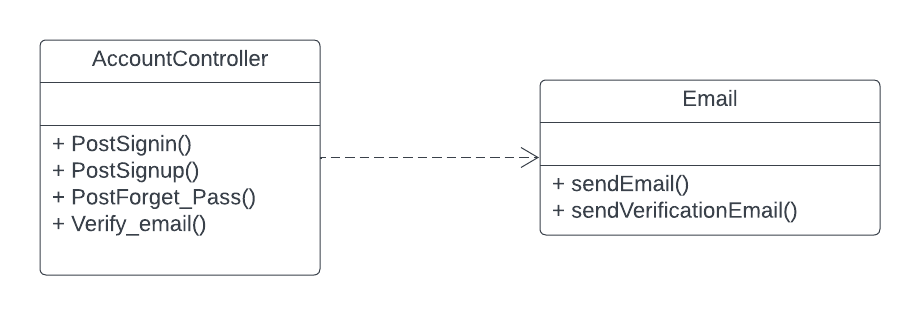 AccountController
+ PostSignin()
+ PostSignup()
+ PostForget_Pass()
+ Verify_email()
Email
+ sendEmail()
+ sendVerificationEmail()